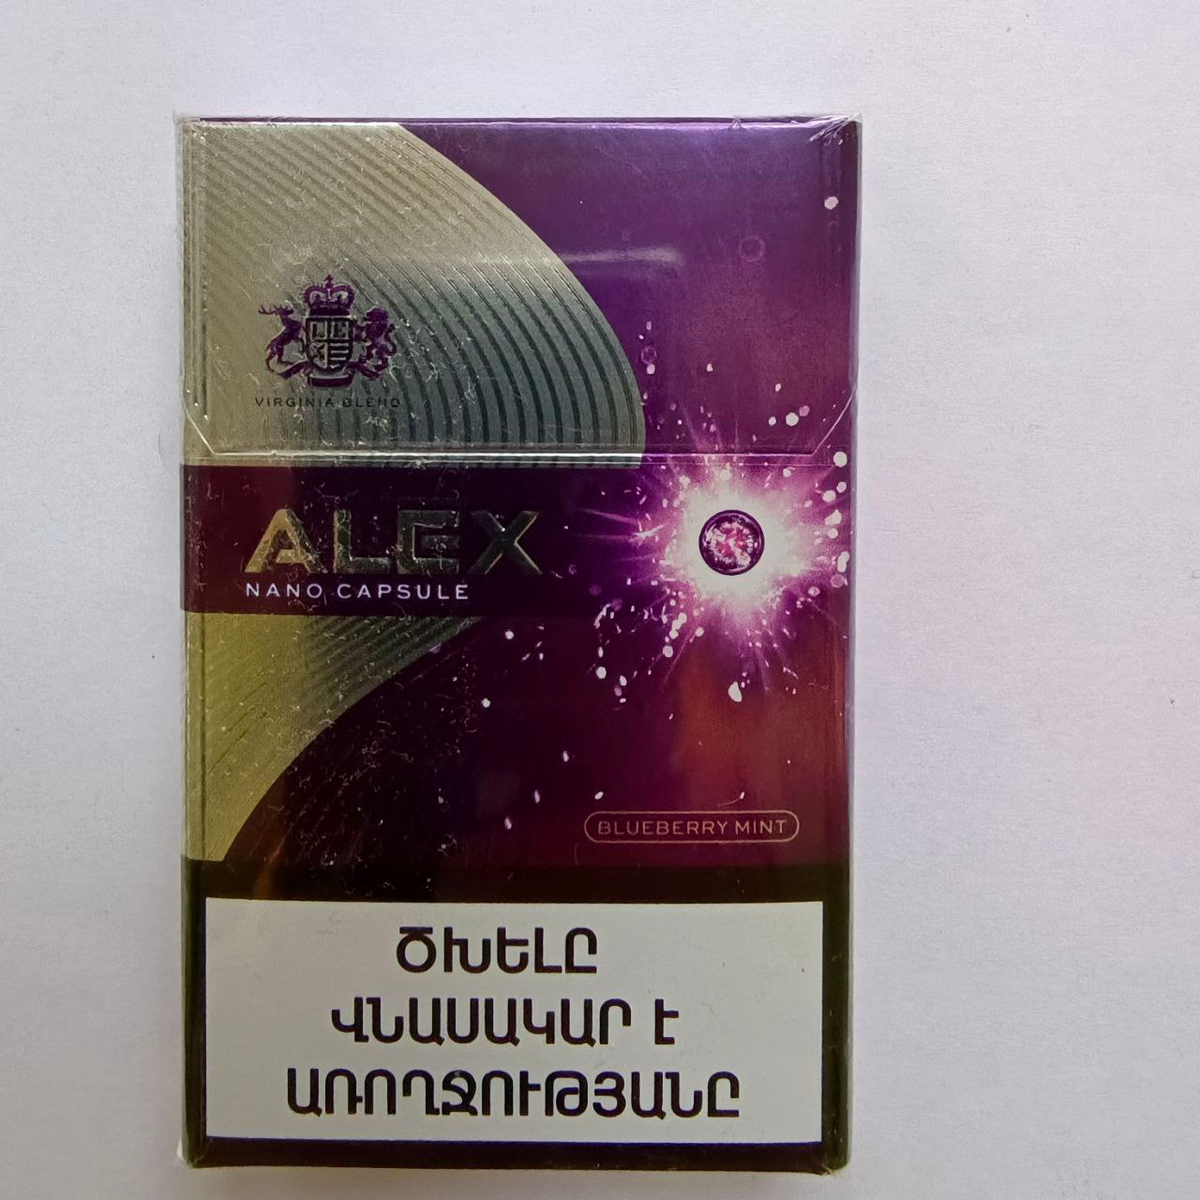 VIRGINIA BLEND
ALEX
NANO CAPSULE
BLUEBERRY MINT
ԾԽԵԼԸ
ՎՆԱՍԱԿԱՐ Է
ԱՌՈՂՋՈՒԹՅԱՆԸ